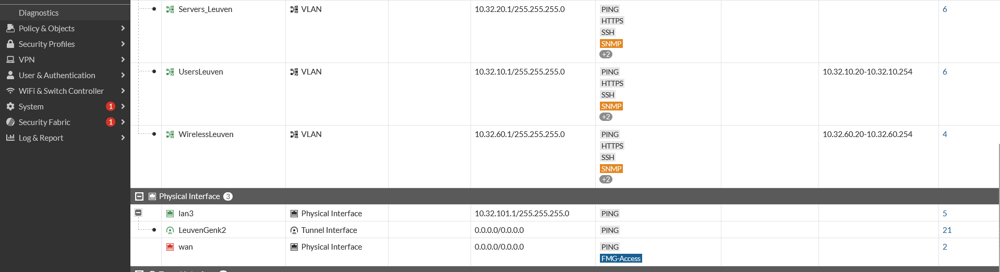 Diagnostics
Policy & Objects
Security Profiles
VPN
User & Authentication
WiFi & Switch Controller
System 1
Security Fabric 1
Log & Report
Servers_Leuven VLAN 10.32.20.1/255.255.255.0 PING 6
HTTPS
SSH
SNMP
+2
UsersLeuven VLAN 10.32.10.1/255.255.255.0 PING 10.32.10.20-10.32.10.254 6
HTTPS
SSH
SNMP
+2
WirelessLeuven VLAN 10.32.60.1/255.255.255.0 PING 10.32.60.20-10.32.60.254 4
HTTPS
SSH
SNMP
+2
Physical Interface 3
lan3 Physical Interface 10.32.101.1/255.255.255.0 PING 5
LeuvenGenk2 Tunnel Interface 0.0.0.0/0.0.0.0 PING 21
wan Physical Interface 0.0.0.0/0.0.0.0 PING 2
FMG-Access